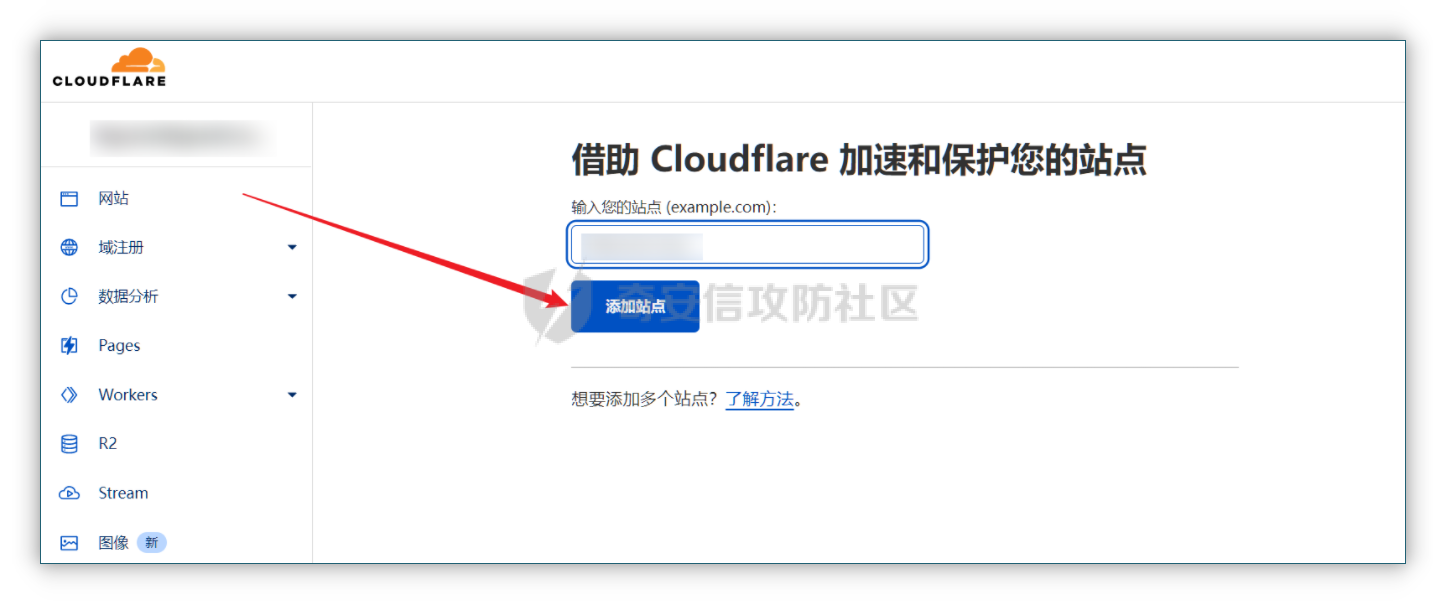 CLOUDFLARE
网站
域注册
数据分析
Pages
Workers
R2
Stream
图像 新
借助 Cloudflare 加速和保护您的站点
输入您的站点 (example.com):
添加站点
奇安信攻防社区
想要添加多个站点？了解方法。